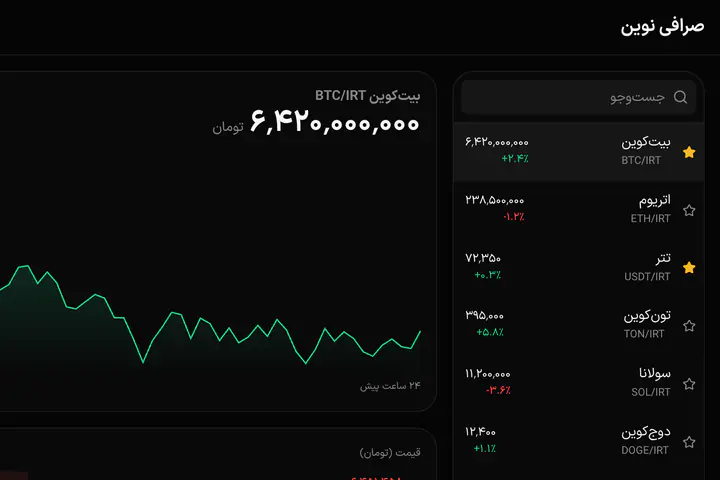 صرافی نوین
جست‌وجو
بیت‌کوین ۶,۴۲۰,۰۰۰,۰۰۰
BTC/IRT +۲.۴٪
اتریوم ۲۳۸,۵۰۰,۰۰۰
ETH/IRT -۱.۲٪
تتر ۷۲,۳۵۰
USDT/IRT +۰.۳٪
تون‌کوین ۳۹۵,۰۰۰
TON/IRT +۵.۸٪
سولانا ۱۱,۲۰۰,۰۰۰
SOL/IRT -۳.۶٪
دوج‌کوین ۱۲,۴۰۰
DOGE/IRT +۱.۱٪
بیت‌کوین BTC/IRT
۶,۴۲۰,۰۰۰,۰۰۰ تومان
۲۴ ساعت پیش
قیمت (تومان)